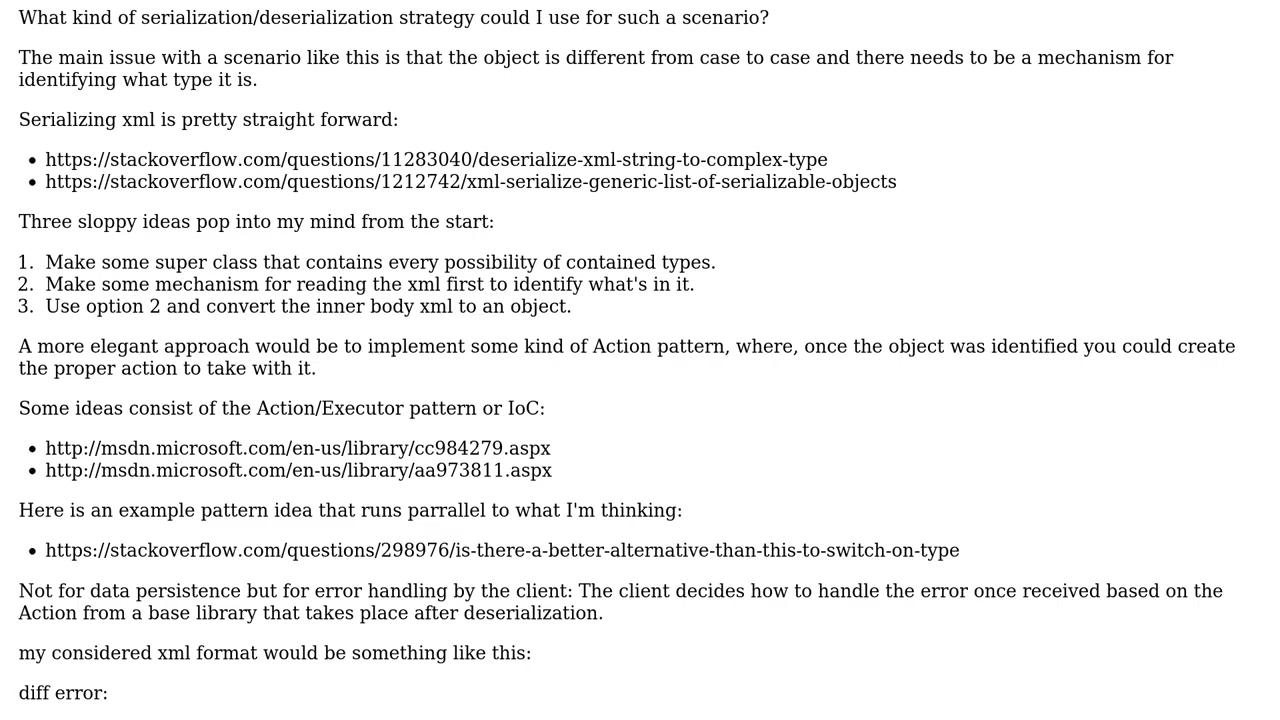 What kind of serialization/deserialization strategy could I use for such a scenario?
The main issue with a scenario like this is that the object is different from case to case and there needs to be a mechanism for
identifying what type it is.
Serializing xml is pretty straight forward:
• https://stackoverflow.com/questions/11283040/deserialize-xml-string-to-complex-type
• https://stackoverflow.com/questions/1212742/xml-serialize-generic-list-of-serializable-objects
Three sloppy ideas pop into my mind from the start:
1. Make some super class that contains every possibility of contained types.
2. Make some mechanism for reading the xml first to identify what's in it.
3. Use option 2 and convert the inner body xml to an object.
A more elegant approach would be to implement some kind of Action pattern, where, once the object was identified you could create
the proper action to take with it.
Some ideas consist of the Action/Executor pattern or IoC:
• http://msdn.microsoft.com/en-us/library/cc984279.aspx
• http://msdn.microsoft.com/en-us/library/aa973811.aspx
Here is an example pattern idea that runs parrallel to what I'm thinking:
• https://stackoverflow.com/questions/298976/is-there-a-better-alternative-than-this-to-switch-on-type
Not for data persistence but for error handling by the client: The client decides how to handle the error once received based on the
Action from a base library that takes place after deserialization.
my considered xml format would be something like this:
diff error: